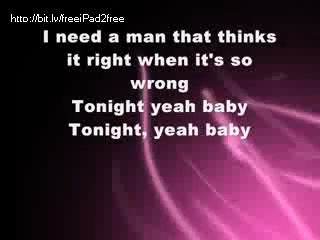 http://bit.lv/freeiPad2free
I need a man that thinks
it right when it's so
wrong
Tonight yeah baby
Tonight, yeah baby